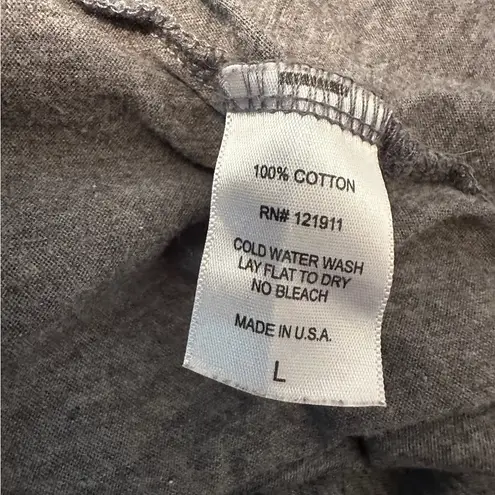 100% COTTON
RN# 121911
COLD WATER WASH
LAY FLAT TO DRY
NO BLEACH
MADE IN U.S.A.
L